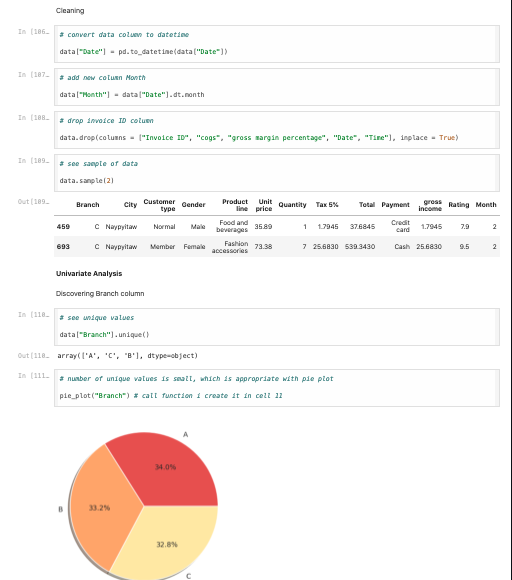 Cleaning
In [106…
# convert data column to datetime
data["Date"] = pd.to_datetime(data["Date"])
In [107…
# add new column Month
data["Month"] = data["Date"].dt.month
In [108…
# drop invoice ID column
data.drop(columns = ["Invoice ID", "cogs", "gross margin percentage", "Date", "Time"], inplace = True)
In [109…
# see sample of data
data.sample(2)
Out[109…
Branch City Customer type Gender Product line Unit price Quantity Tax 5% Total Payment gross income Rating Month
459 C Naypyitaw Normal Male Food and beverages 35.89 1 1.7945 37.6845 Credit card 1.7945 7.9 2
693 C Naypyitaw Member Female Fashion accessories 73.38 7 25.6830 539.3430 Cash 25.6830 9.5 2
Univariate Analysis
Discovering Branch column
In [110…
# see unique values
data["Branch"].unique()
Out[110…
array(['A', 'C', 'B'], dtype=object)
In [111…
# number of unique values is small, which is appropriate with pie plot
pie_plot("Branch") # call function i create it in cell 11
A
34.0%
B
33.2%
32.8%
C